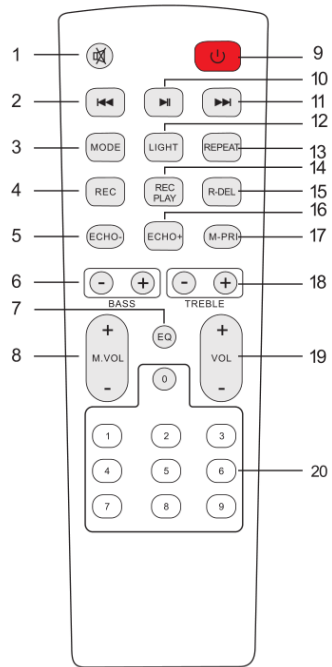 1 9
10
2 11
12
3 MODE LIGHT REPEAT 13
14
4 REC REC PLAY R-DEL 15
16
5 ECHO- ECHO+ M-PRI 17
6 - + - + 18
BASS TREBLE
7 EQ
8 + M.VOL - + VOL - 19
0
1 2 3
4 5 6 20
7 8 9